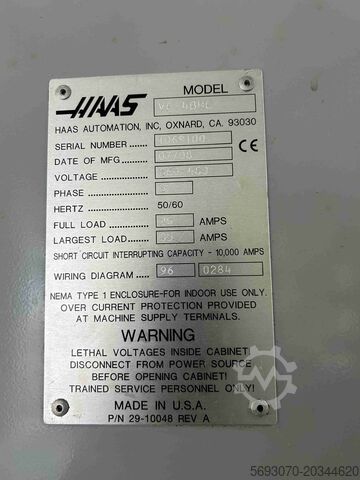 HAAS
MODEL
HAAS AUTOMATION, INC, OXNARD, CA. 93030
SERIAL NUMBER
CE
DATE OF MFG
VOLTAGE
PHASE
HERTZ 50/60
FULL LOAD AMPS
LARGEST LOAD AMPS
SHORT CIRCUIT INTERRUPTING CAPACITY - 10,000 AMPS
WIRING DIAGRAM 96 0284
NEMA TYPE 1 ENCLOSURE-FOR INDOOR USE ONLY.
OVER CURRENT PROTECTION PROVIDED
AT MACHINE SUPPLY TERMINALS.
WARNING
LETHAL VOLTAGES INSIDE CABINET!
DISCONNECT FROM POWER SOURCE
BEFORE OPENING CABINET!
TRAINED SERVICE PERSONNEL ONLY!
MADE IN U.S.A.
P/N 29-10048 REV A
5693070-20344620